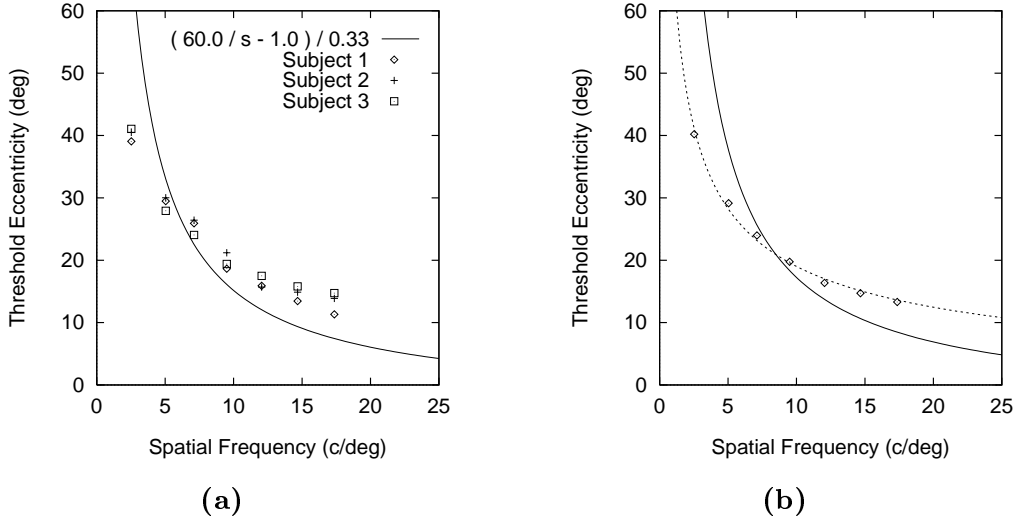 60
50
40
30
20
10
0
0 5 10 15 20 25
Threshold Eccentricity (deg)
Spatial Frequency (c/deg)
( 60.0 / s - 1.0 ) / 0.33
Subject 1
Subject 2
Subject 3
(a)
60
50
40
30
20
10
0
0 5 10 15 20 25
Threshold Eccentricity (deg)
Spatial Frequency (c/deg)
(b)